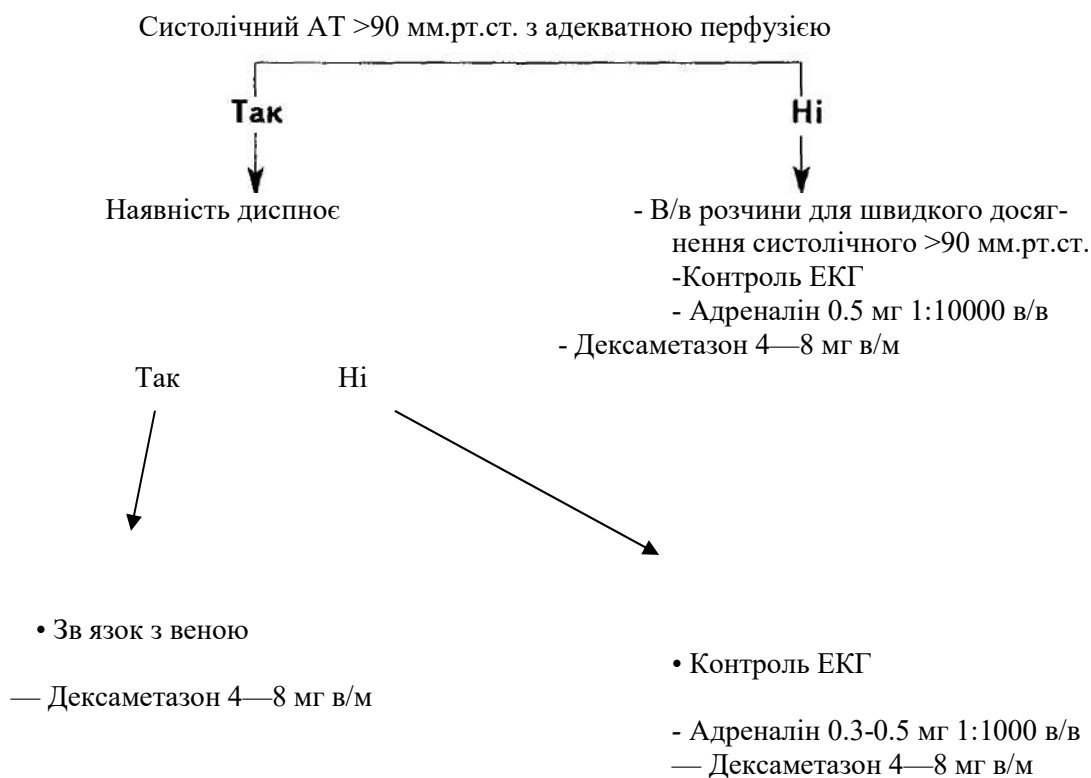 Систолічний АТ >90 мм.рт.ст. з адекватною перфузією
Так
Ні
Наявність диспноє
- В/в розчини для швидкого досяг-
нення систолічного >90 мм.рт.ст.
-Контроль ЕКГ
- Адреналін 0.5 мг 1:10000 в/в
- Дексаметазон 4—8 мг в/м
Так
Ні
• Зв язок з веною
— Дексаметазон 4—8 мг в/м
• Контроль ЕКГ
- Адреналін 0.3-0.5 мг 1:1000 в/в
— Дексаметазон 4—8 мг в/м